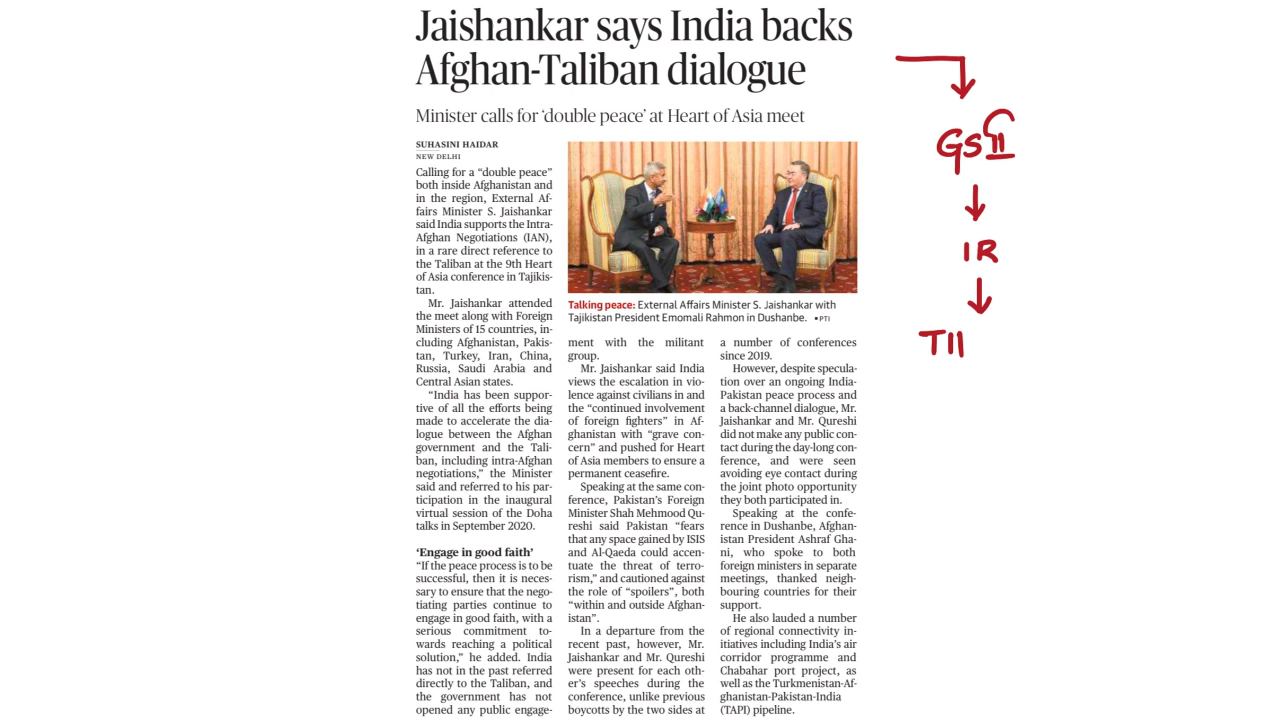 Jaishankar says India backs
Afghan-Taliban dialogue
Minister calls for ‘double peace’ at Heart of Asia meet
SUHASINI HAIDAR
NEW DELHI
Calling for a “double peace”
both inside Afghanistan and
in the region, External Af-
fairs Minister S. Jaishankar
said India supports the Intra-
Afghan Negotiations (IAN),
in a rare direct reference to
the Taliban at the 9th Heart
of Asia conference in Tajikis-
tan.
Mr. Jaishankar attended
the meet along with Foreign
Ministers of 15 countries, in-
cluding Afghanistan, Pakis-
tan, Turkey, Iran, China,
Russia, Saudi Arabia and
Central Asian states.
“India has been suppor-
tive of all the efforts being
made to accelerate the dia-
logue between the Afghan
government and the Tali-
ban, including intra-Afghan
negotiations,” the Minister
said and referred to his par-
ticipation in the inaugural
virtual session of the Doha
talks in September 2020.
‘Engage in good faith’
“If the peace process is to be
successful, then it is neces-
sary to ensure that the nego-
tiating parties continue to
engage in good faith, with a
serious commitment to-
wards reaching a political
solution,” he added. India
has not in the past referred
directly to the Taliban, and
the government has not
opened any public engage-
Talking peace: External Affairs Minister S. Jaishankar with
Tajikistan President Emomali Rahmon in Dushanbe. ▪PTI
ment with the militant
group.
Mr. Jaishankar said India
views the escalation in vio-
lence against civilians in and
the “continued involvement
of foreign fighters” in Af-
ghanistan with “grave con-
cern” and pushed for Heart
of Asia members to ensure a
permanent ceasefire.
Speaking at the same con-
ference, Pakistan’s Foreign
Minister Shah Mehmood Qu-
reshi said Pakistan “fears
that any space gained by ISIS
and Al-Qaeda could accen-
tuate the threat of terro-
rism,” and cautioned against
the role of “spoilers”, both
“within and outside Afghan-
istan”.
In a departure from the
recent past, however, Mr.
Jaishankar and Mr. Qureshi
were present for each oth-
er’s speeches during the
conference, unlike previous
boycotts by the two sides at
a number of conferences
since 2019.
However, despite specula-
tion over an ongoing India-
Pakistan peace process and
a back-channel dialogue, Mr.
Jaishankar and Mr. Qureshi
did not make any public con-
tact during the day-long con-
ference, and were seen
avoiding eye contact during
the joint photo opportunity
they both participated in.
Speaking at the confe-
rence in Dushanbe, Afghan-
istan President Ashraf Gha-
ni, who spoke to both
foreign ministers in separate
meetings, thanked neigh-
bouring countries for their
support.
He also lauded a number
of regional connectivity in-
itiatives including India’s air
corridor programme and
Chabahar port project, as
well as the Turkmenistan-Af-
ghanistan-Pakistan-India
(TAPI) pipeline.
GS II
IR
TII